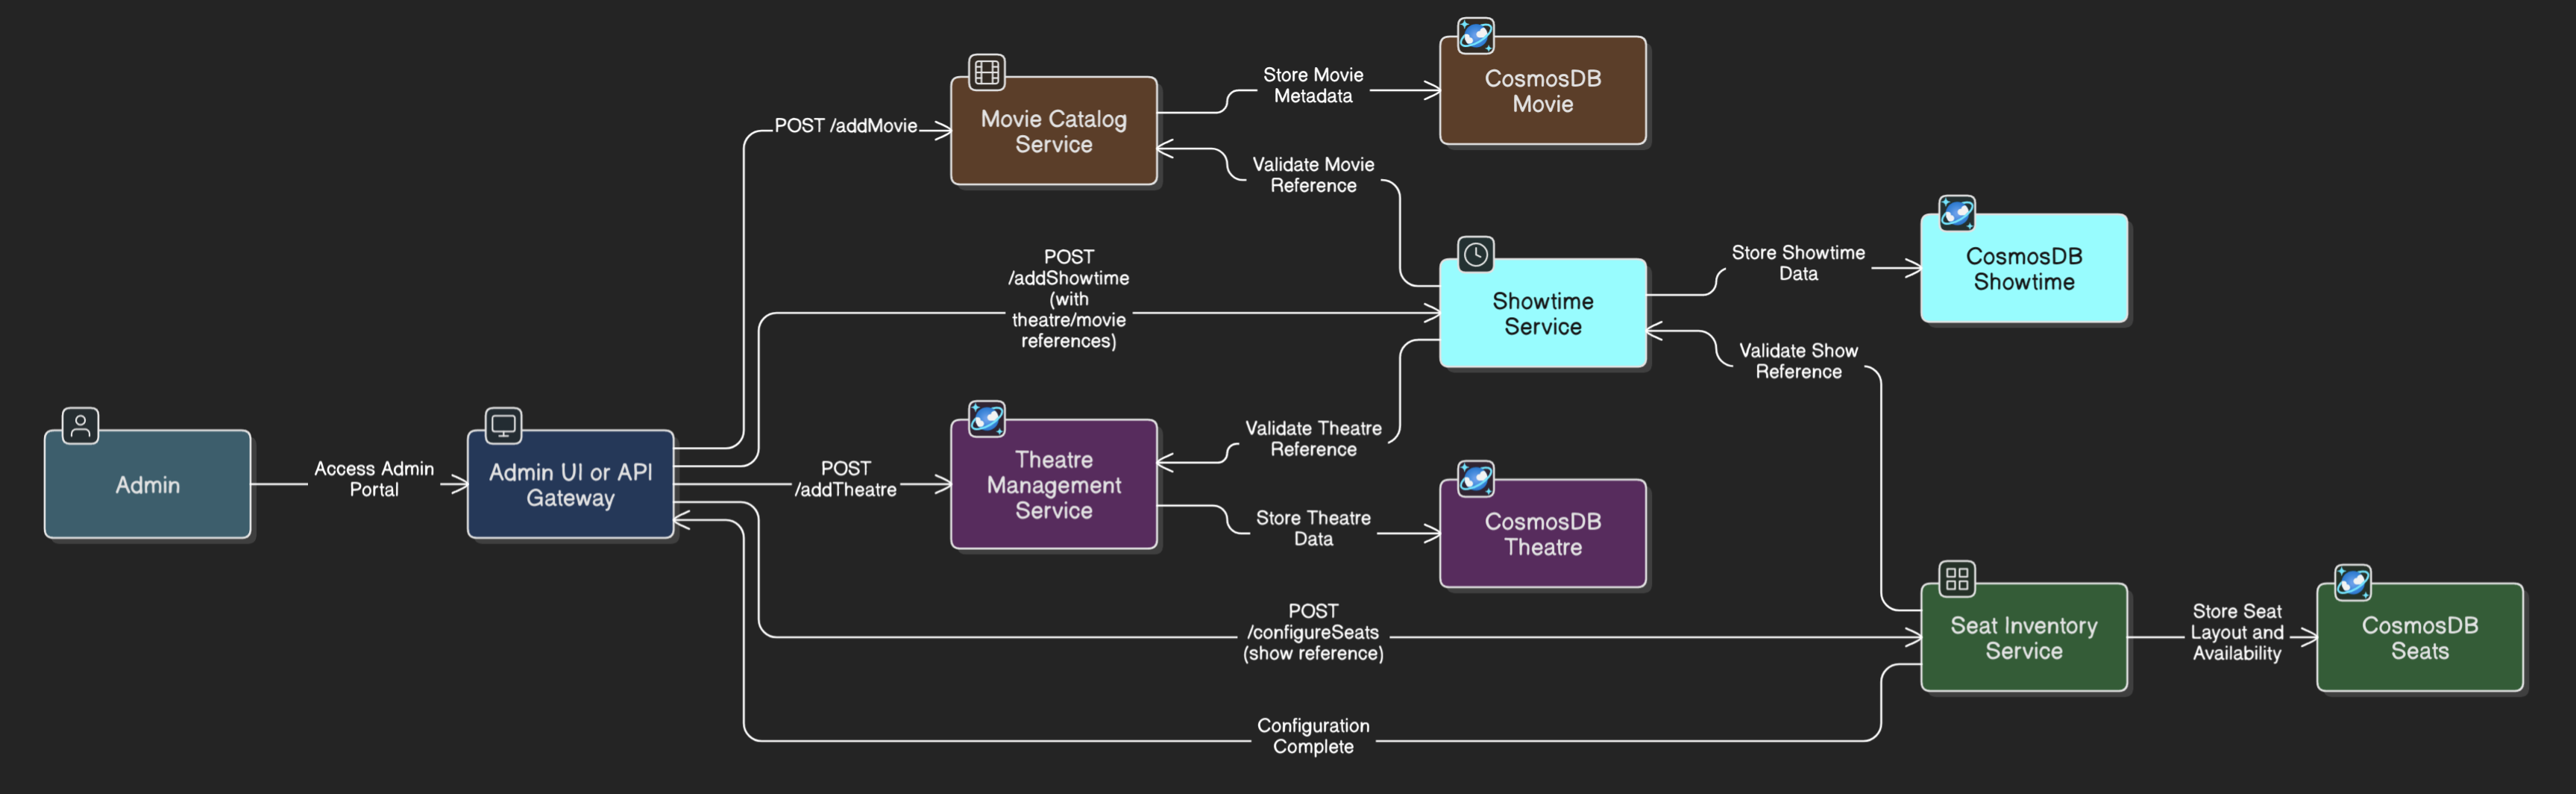 CosmosDB
Movie
Store Movie
Metadata
Movie Catalog
Service
POST /addMovie
Validate Movie
Reference
CosmosDB
Showtime
Store Showtime
Data
POST
/addShowtime
(with
theatre/movie
references)
Showtime
Service
Validate Show
Reference
Validate Theatre
Reference
Admin
Access Admin
Portal
Admin UI or API
Gateway
POST
/addTheatre
Theatre
Management
Service
Store Theatre
Data
CosmosDB
Theatre
POST
/configureSeats
(show reference)
Seat Inventory
Service
Store Seat
Layout and
Availability
CosmosDB
Seats
Configuration
Complete